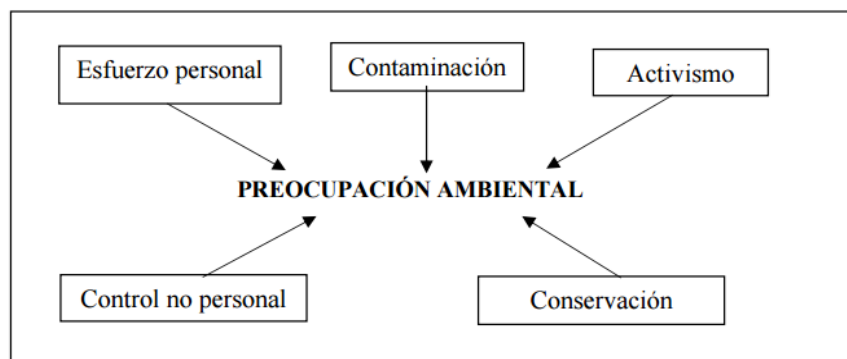 Esfuerzo personal
Contaminación
Activismo
PREOCUPACIÓN AMBIENTAL
Control no personal
Conservación